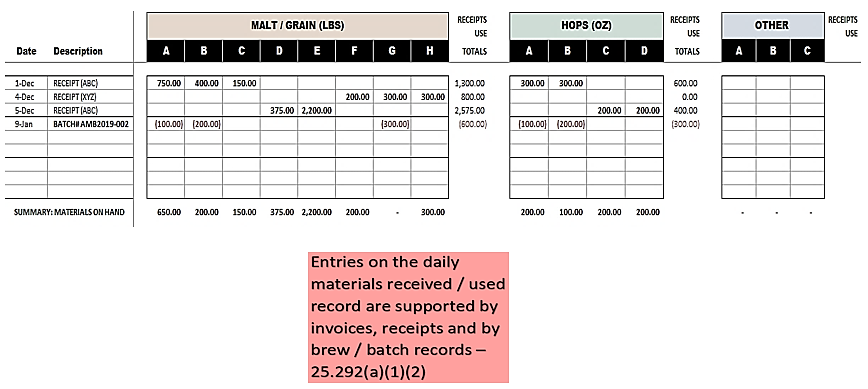 MALT / GRAIN (LBS) RECEIPTS HOPS (OZ) RECEIPTS OTHER RECEIPTS
USE USE USE
Date Description A B C D E F G H TOTALS A B C D TOTALS A B C
1-Dec RECEIPT (ABC) 750.00 400.00 150.00 1,300.00 300.00 300.00 600.00
4-Dec RECEIPT (XYZ) 200.00 300.00 300.00 800.00 0.00
5-Dec RECEIPT (ABC) 375.00 2,200.00 2,575.00 200.00 200.00 400.00
9-Jan BATCH# AMB2019-002 (100.00) (200.00) (300.00) (600.00) (100.00) (200.00) (300.00)
SUMMARY: MATERIALS ON HAND 650.00 200.00 150.00 375.00 2,200.00 200.00 - 300.00 200.00 100.00 200.00 200.00 - - -
Entries on the daily
materials received / used
record are supported by
invoices, receipts and by
brew / batch records –
25.292(a)(1)(2)